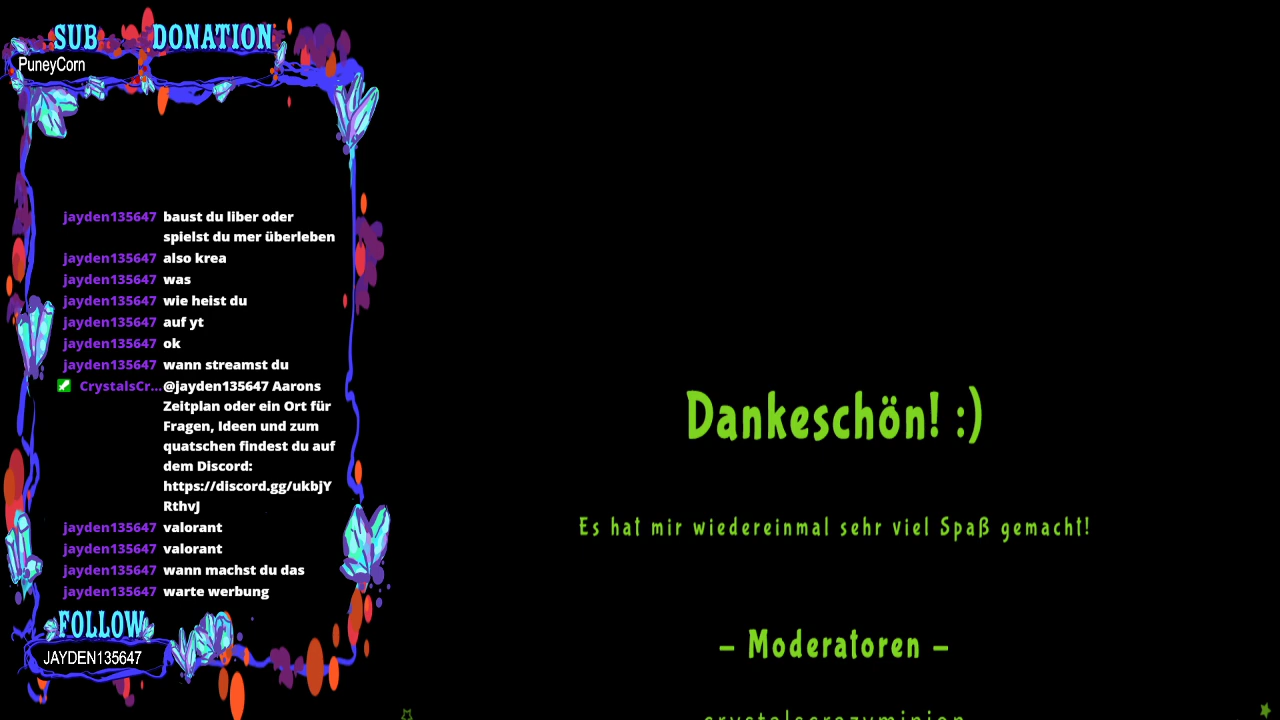 SUB DONATION
PuneyCorn
jayden135647 baust du liber oder
spielst du mer überleben
jayden135647 also krea
jayden135647 was
jayden135647 wie heist du
jayden135647 auf yt
jayden135647 ok
jayden135647 wann streamst du
CrystalsCr... @jayden135647 Aarons
Zeitplan oder ein Ort für
Fragen, Ideen und zum
quatschen findest du auf
dem Discord:
https://discord.gg/ukbjY
RthvJ
jayden135647 valorant
jayden135647 valorant
jayden135647 wann machst du das
jayden135647 warte werbung
FOLLOW
JAYDEN135647
Dankeschön! :)
Es hat mir wiedereinmal sehr viel Spaß gemacht!
– Moderatoren –
crystalscrazyminion